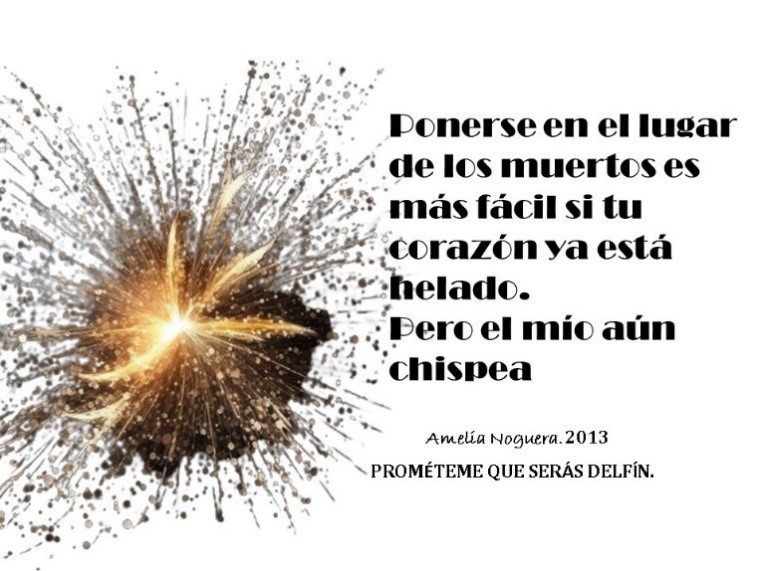 Ponerse en el lugar
de los muertos es
más fácil si tu
corazón ya está
helado.
Pero el mío aún
chispea
Amelia Noguera. 2013
PROMÉTEME QUE SERÁS DELFÍN.